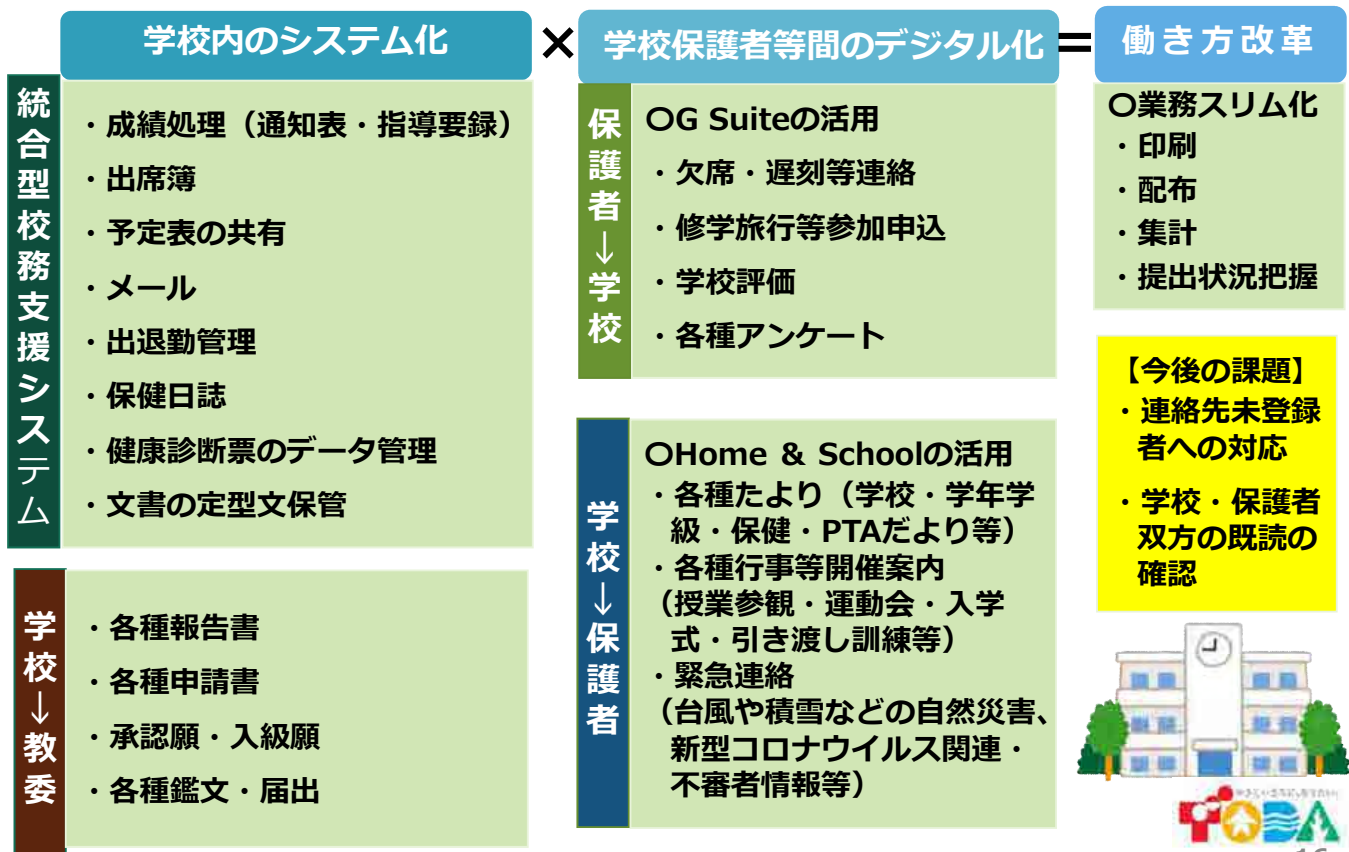 学校内のシステム化
×
学校保護者等間のデジタル化
＝
働き方改革
統合型校務支援システム
・成績処理（通知表・指導要録）
・出席簿
・予定表の共有
・メール
・出退勤管理
・保健日誌
・健康診断票のデータ管理
・文書の定型文保管
学校→教委
・各種報告書
・各種申請書
・承認願・入級願
・各種鑑文・届出
保護者→学校
〇G Suiteの活用
・欠席・遅刻等連絡
・修学旅行等参加申込
・学校評価
・各種アンケート
学校→保護者
〇Home & Schoolの活用
・各種たより（学校・学年学
級・保健・PTAだより等）
・各種行事等開催案内
（授業参観・運動会・入学
式・引き渡し訓練等）
・緊急連絡
（台風や積雪などの自然災害、
新型コロナウイルス関連・
不審者情報等）
〇業務スリム化
・印刷
・配布
・集計
・提出状況把握
【今後の課題】
・連絡先未登録
者への対応
・学校・保護者
双方の既読の
確認
TODA